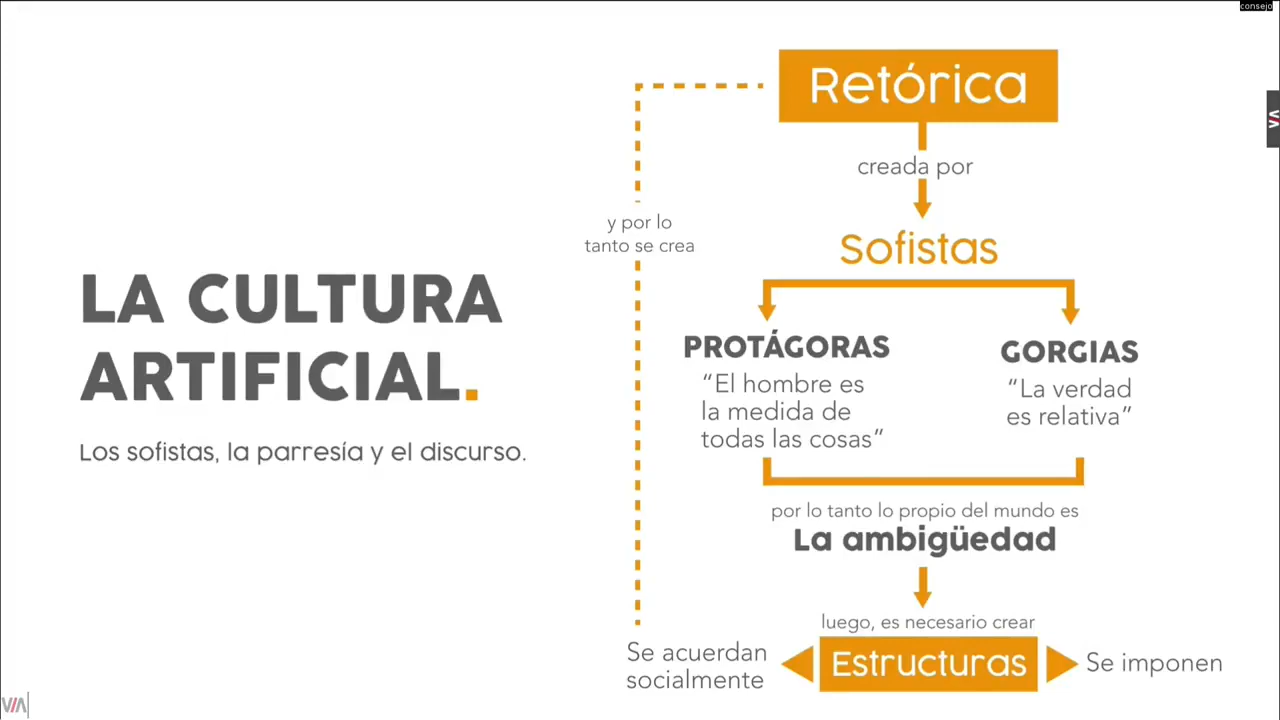 consejo
LA CULTURA
ARTIFICIAL.
Los sofistas, la parresía y el discurso.
Retórica
creada por
y por lo
tanto se crea
Sofistas
PROTÁGORAS
“El hombre es
la medida de
todas las cosas”
GORGIAS
“La verdad
es relativa”
por lo tanto lo propio del mundo es
La ambigüedad
luego, es necesario crear
Estructuras
Se acuerdan
socialmente
Se imponen
VIA
VIA